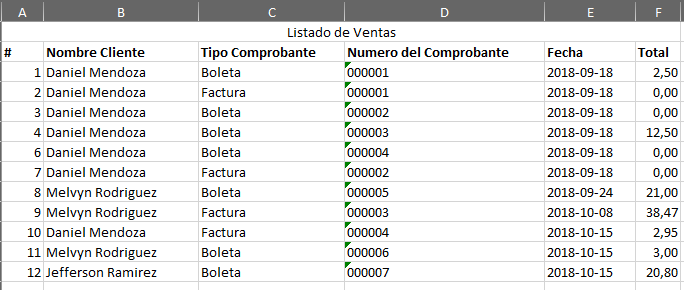 A B C D E F
Listado de Ventas
# Nombre Cliente Tipo Comprobante Numero del Comprobante Fecha Total
1 Daniel Mendoza Boleta 000001 2018-09-18 2,50
2 Daniel Mendoza Factura 000001 2018-09-18 0,00
3 Daniel Mendoza Boleta 000002 2018-09-18 0,00
4 Daniel Mendoza Boleta 000003 2018-09-18 12,50
6 Daniel Mendoza Boleta 000004 2018-09-18 0,00
7 Daniel Mendoza Factura 000002 2018-09-18 0,00
8 Melvyn Rodriguez Boleta 000005 2018-09-24 21,00
9 Melvyn Rodriguez Factura 000003 2018-10-08 38,47
10 Daniel Mendoza Factura 000004 2018-10-15 2,95
11 Melvyn Rodriguez Boleta 000006 2018-10-15 3,00
12 Jefferson Ramirez Boleta 000007 2018-10-15 20,80